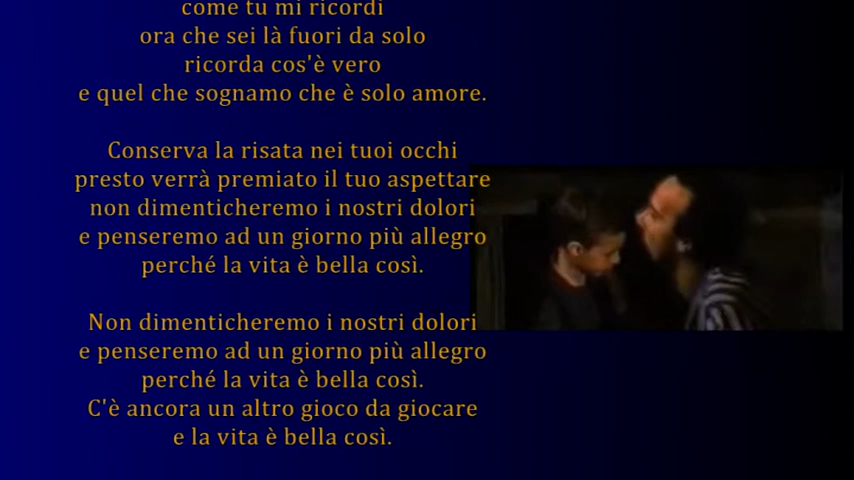 come tu mi ricordi
ora che sei là fuori da solo
ricorda cos'è vero
e quel che sognamo che è solo amore.
Conserva la risata nei tuoi occhi
presto verrà premiato il tuo aspettare
non dimenticheremo i nostri dolori
e penseremo ad un giorno più allegro
perché la vita è bella così.
Non dimenticheremo i nostri dolori
e penseremo ad un giorno più allegro
perché la vita è bella così.
C'è ancora un altro gioco da giocare
e la vita è bella così.